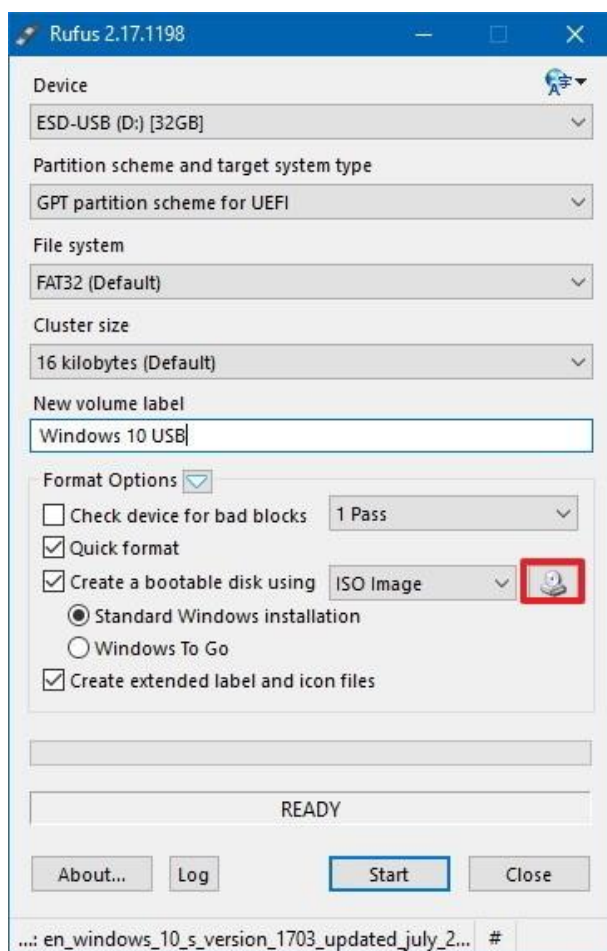 Rufus 2.17.1198
Device
ESD-USB (D:) [32GB]
Partition scheme and target system type
GPT partition scheme for UEFI
File system
FAT32 (Default)
Cluster size
16 kilobytes (Default)
New volume label
Windows 10 USB
Format Options
Check device for bad blocks 1 Pass
Quick format
Create a bootable disk using ISO Image
Standard Windows installation
Windows To Go
Create extended label and icon files
READY
About... Log Start Close
...: en_windows_10_s_version_1703_updated_july_2... #